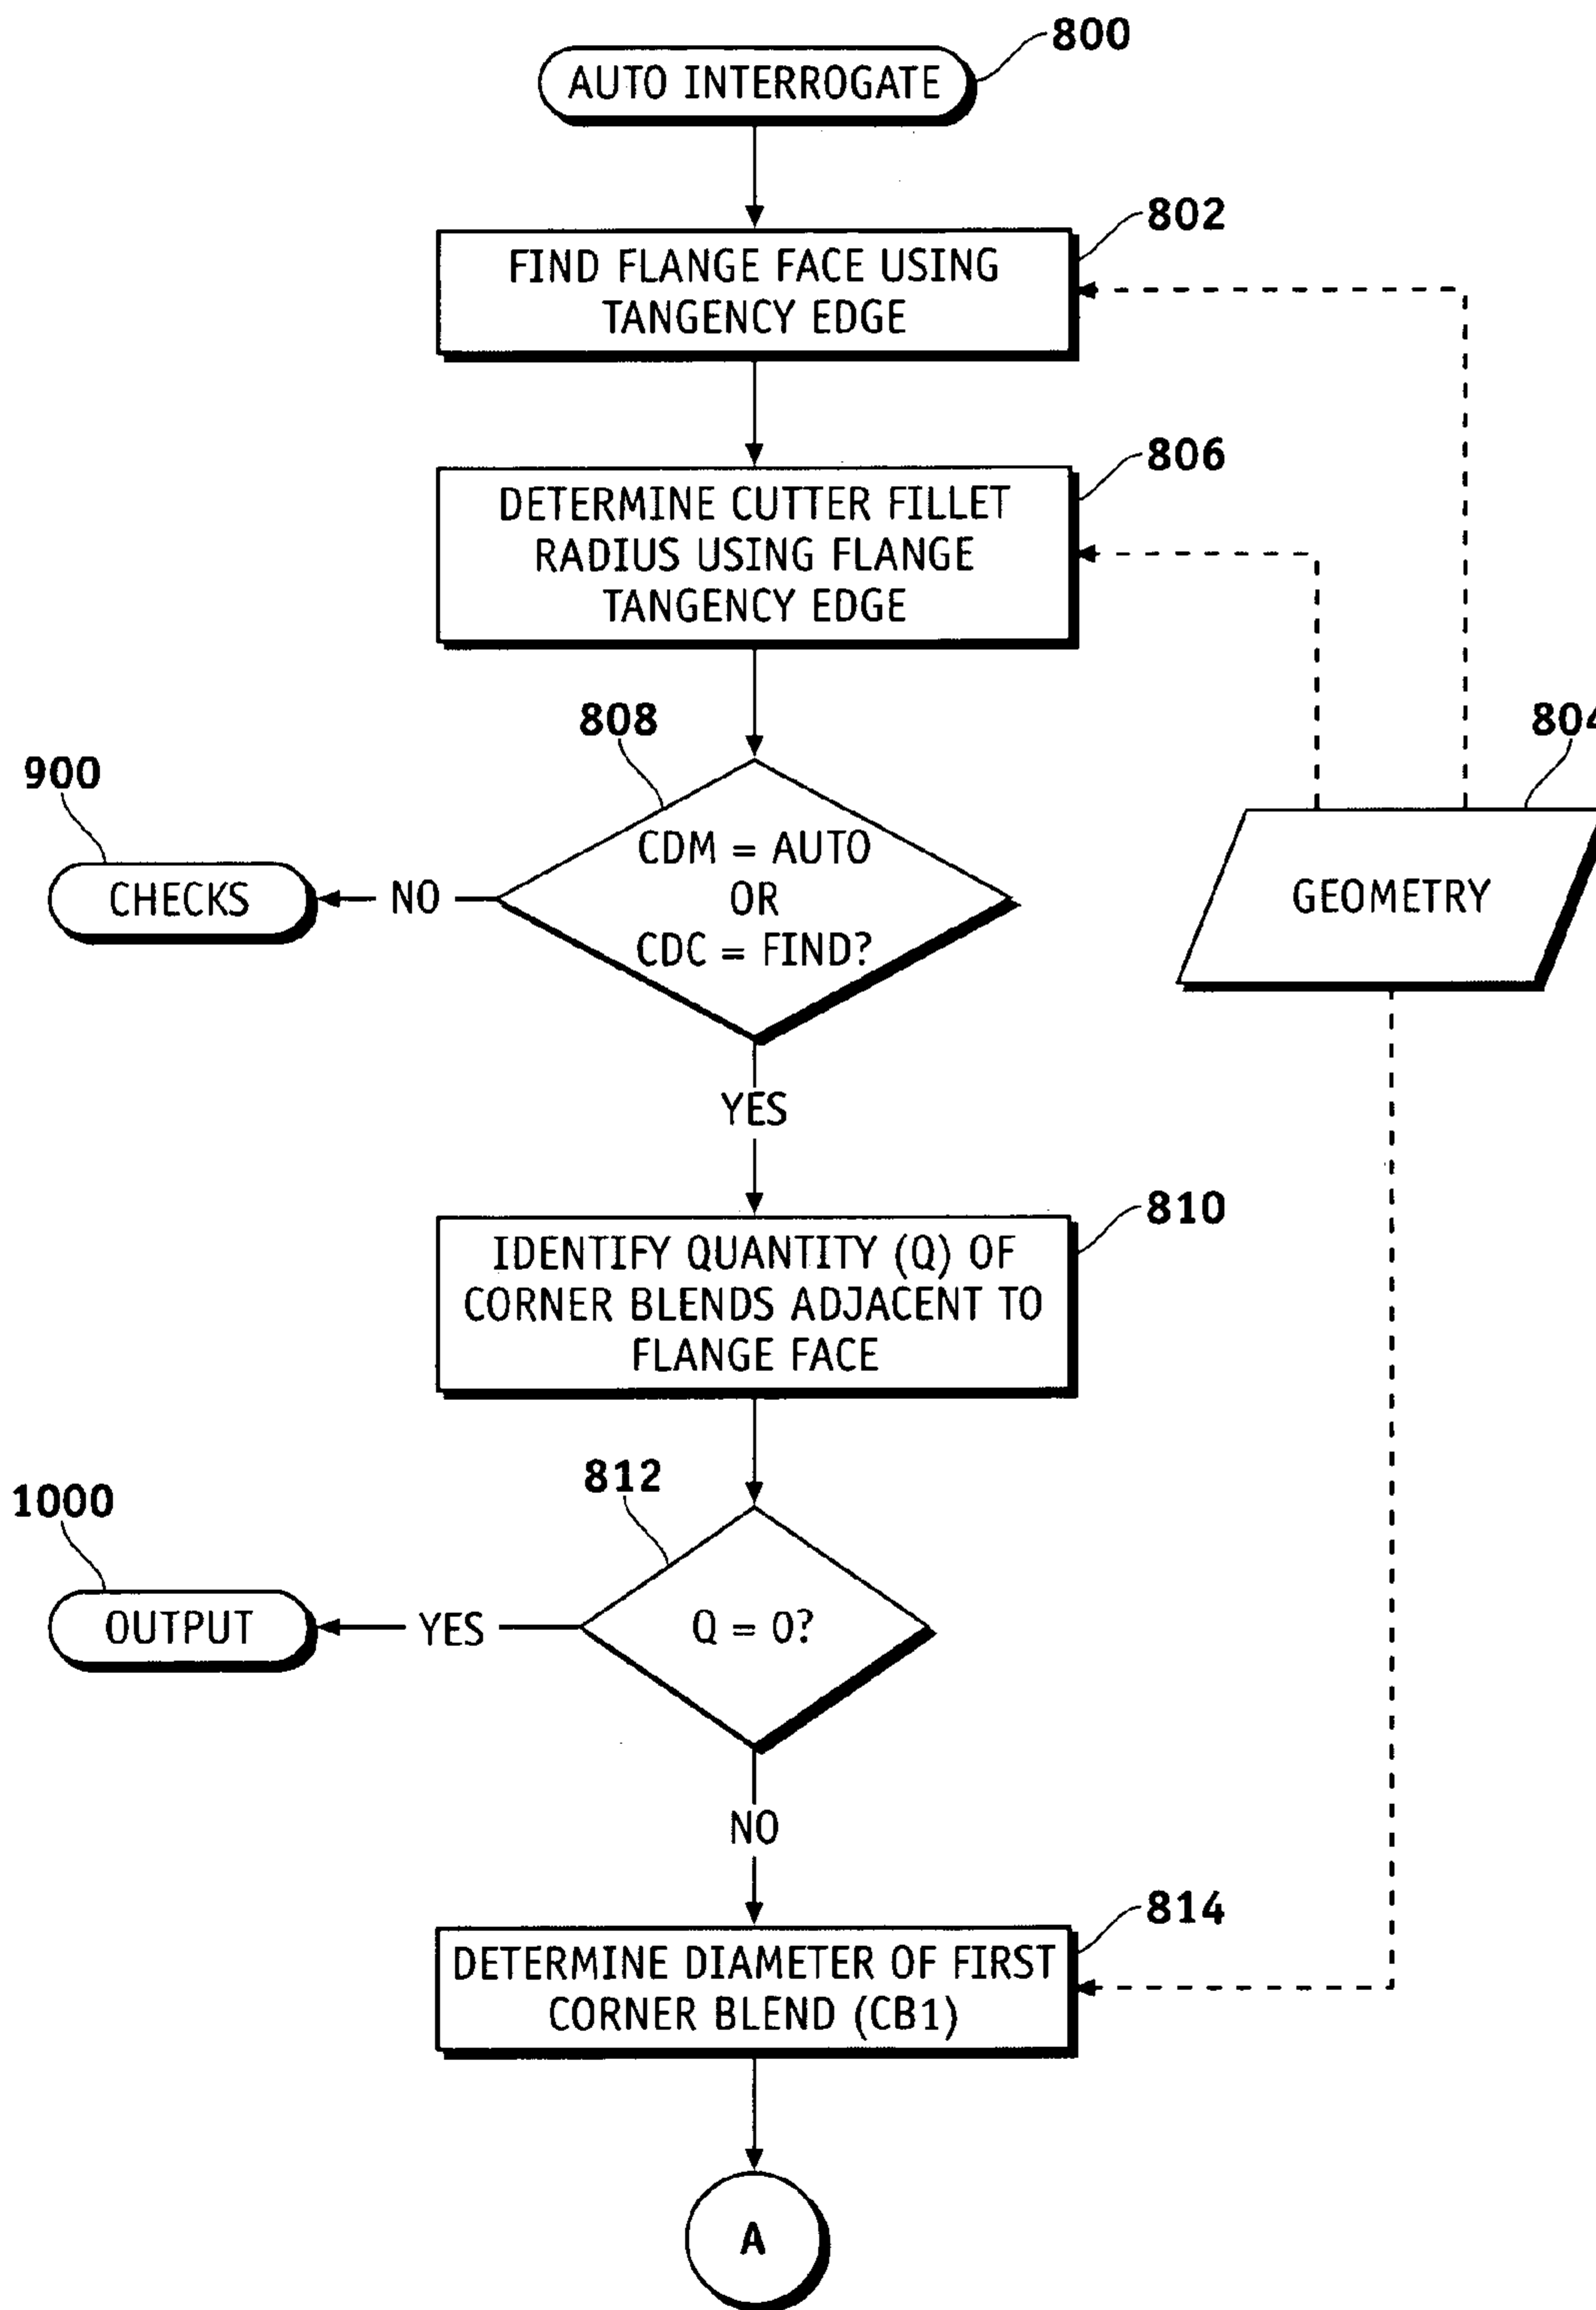 800
AUTO INTERROGATE
802
FIND FLANGE FACE USING
TANGENCY EDGE
806
DETERMINE CUTTER FILLET
RADIUS USING FLANGE
TANGENCY EDGE
808
804
900
CDM = AUTO
OR
CDC = FIND?
CHECKS
NO
GEOMETRY
YES
810
IDENTIFY QUANTITY (Q) OF
CORNER BLENDS ADJACENT TO
FLANGE FACE
812
1000
OUTPUT
YES
Q = 0?
NO
814
DETERMINE DIAMETER OF FIRST
CORNER BLEND (CB1)
A